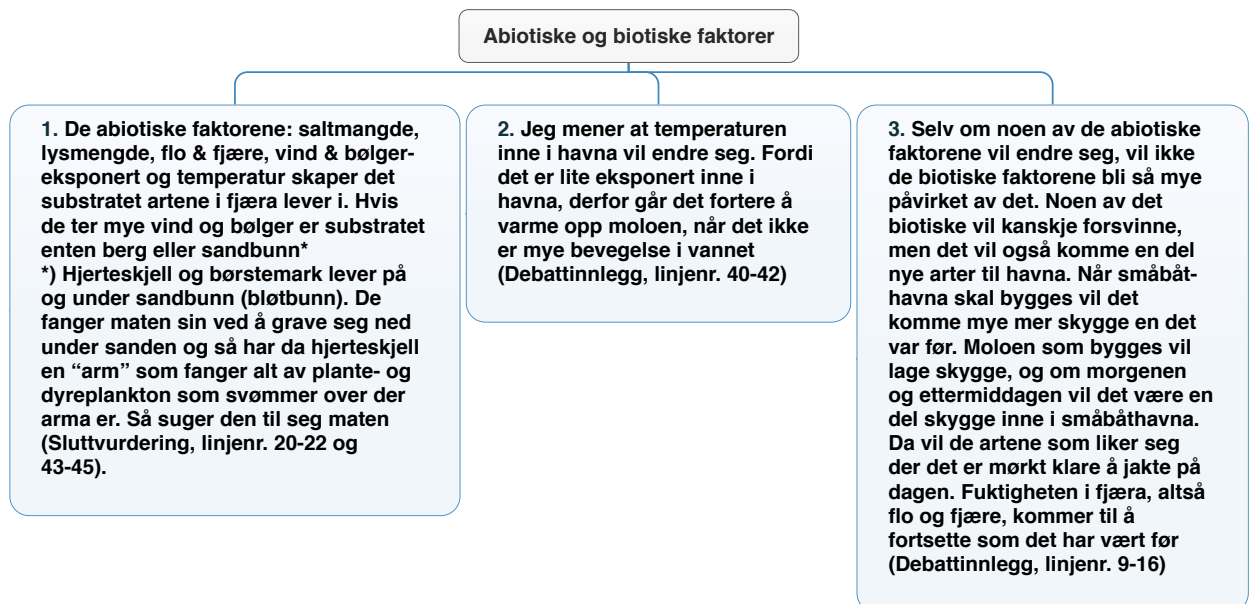 Abiotiske og biotiske faktorer
1. De abiotiske faktorene: saltmangde,
lysmengde, flo & fjære, vind & bølger-
eksponert og temperatur skaper det
substratet artene i fjæra lever i. Hvis
de ter mye vind og bølger er substratet
enten berg eller sandbunn*
*) Hjerteskjell og børstemark lever på
og under sandbunn (bløtbunn). De
fanger maten sin ved å grave seg ned
under sanden og så har da hjerteskjell
en “arm” som fanger alt av plante- og
dyreplankton som svømmer over der
arma er. Så suger den til seg maten
(Sluttvurdering, linjenr. 20-22 og
43-45).
2. Jeg mener at temperaturen
inne i havna vil endre seg. Fordi
det er lite eksponert inne i
havna, derfor går det fortere å
varme opp moloen, når det ikke
er mye bevegelse i vannet
(Debattinnlegg, linjenr. 40-42)
3. Selv om noen av de abiotiske
faktorene vil endre seg, vil ikke
de biotiske faktorene bli så mye
påvirket av det. Noen av det
biotiske vil kanskje forsvinne,
men det vil også komme en del
nye arter til havna. Når småbåt-
havna skal bygges vil det
komme mye mer skygge en det
var før. Moloen som bygges vil
lage skygge, og om morgenen
og ettermiddagen vil det være en
del skygge inne i småbåthavna.
Da vil de artene som liker seg
der det er mørkt klare å jakte på
dagen. Fuktigheten i fjæra, altså
flo og fjære, kommer til å
fortsette som det har vært før
(Debattinnlegg, linjenr. 9-16)